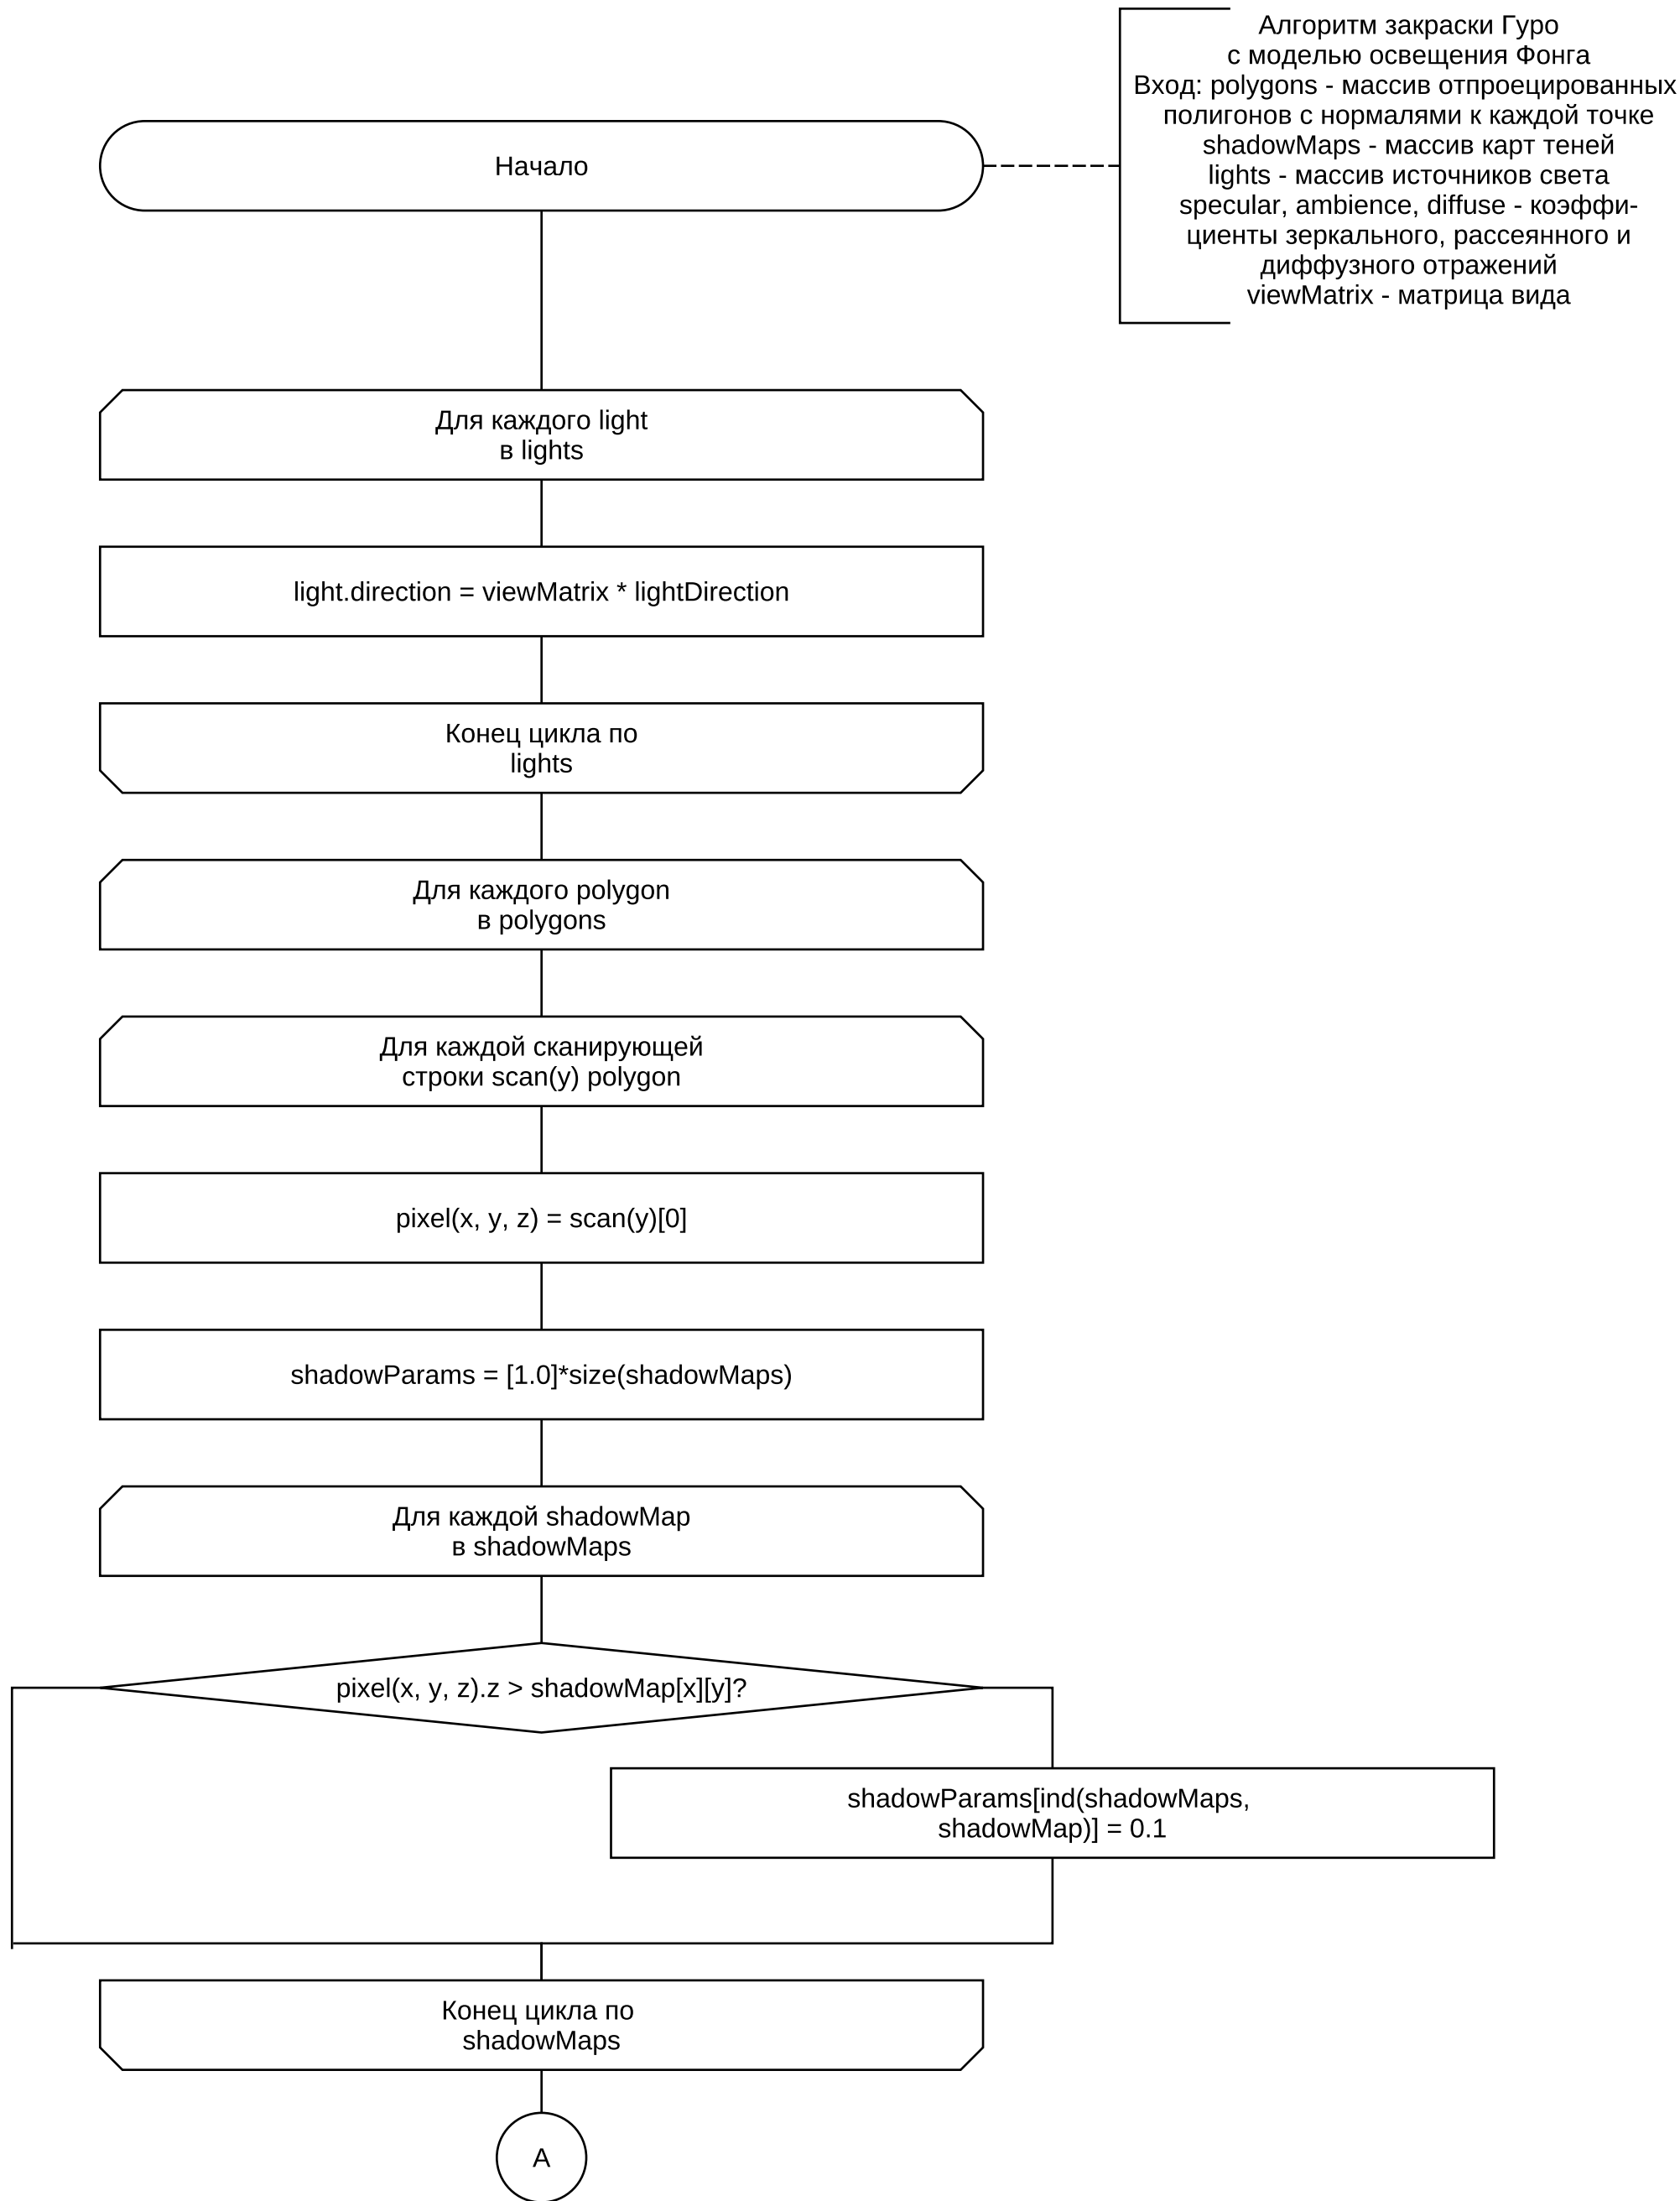 Алгоритм закраски Гуро
с моделью освещения Фонга
Вход: polygons - массив отпроецированных
полигонов с нормалями к каждой точке
shadowMaps - массив карт теней
lights - массив источников света
specular, ambience, diffuse - коэффи-
циенты зеркального, рассеянного и
диффузного отражений
viewMatrix - матрица вида
Начало
Для каждого light
в lights
light.direction = viewMatrix * lightDirection
Конец цикла по
lights
Для каждого polygon
в polygons
Для каждой сканирующей
строки scan(y) polygon
pixel(x, y, z) = scan(y)[0]
shadowParams = [1.0]*size(shadowMaps)
Для каждой shadowMap
в shadowMaps
pixel(x, y, z).z > shadowMap[x][y]?
shadowParams[ind(shadowMaps,
shadowMap)] = 0.1
Конец цикла по
shadowMaps
А